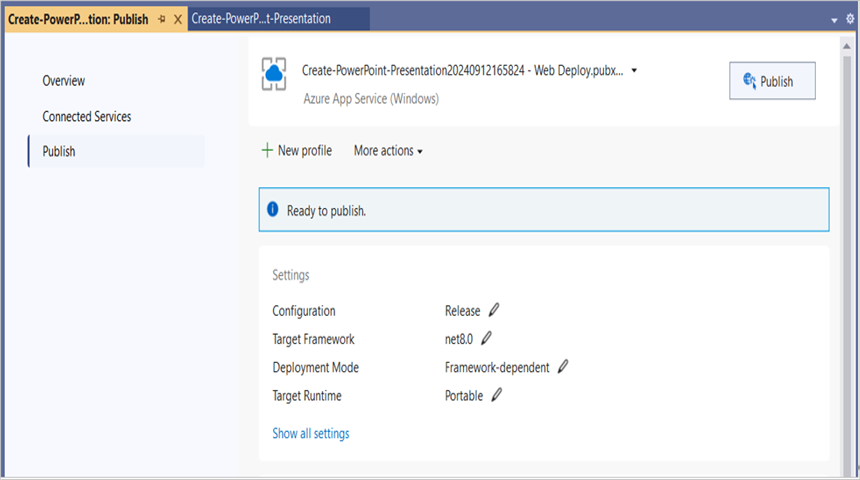 Create-PowerP...tion: Publish
Create-PowerP...t-Presentation
Overview
Connected Services
Publish
Create-PowerPoint-Presentation20240912165824 - Web Deploy.pubx...
Azure App Service (Windows)
Publish
New profile
More actions
Ready to publish.
Settings
Configuration Release
Target Framework net8.0
Deployment Mode Framework-dependent
Target Runtime Portable
Show all settings